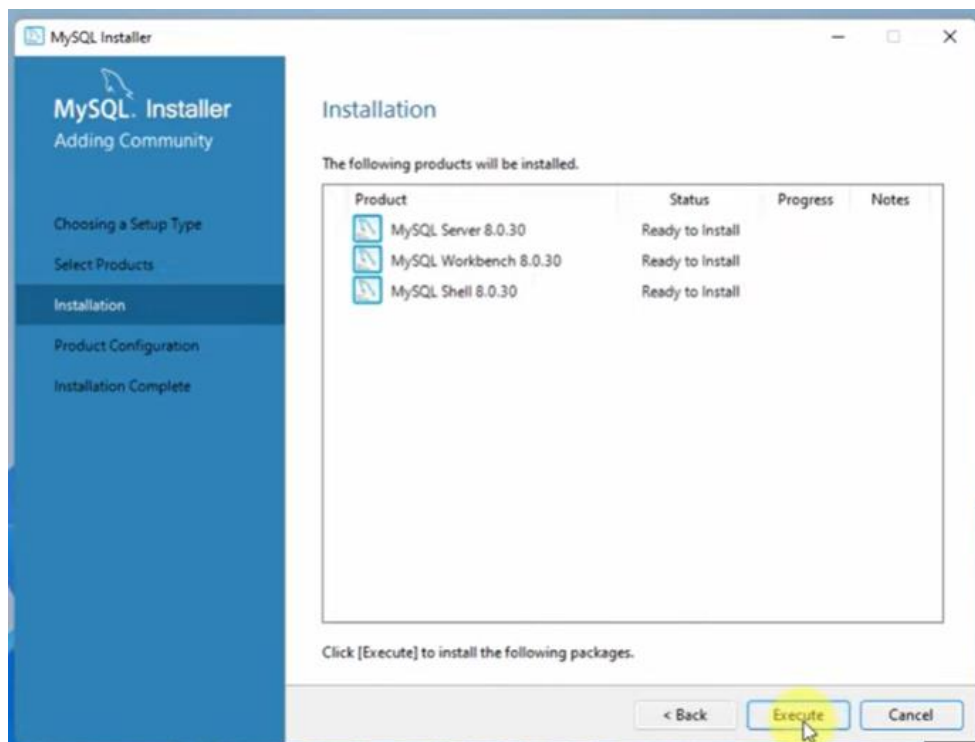 MySQL Installer
MySQL. Installer
Adding Community
Choosing a Setup Type
Select Products
Installation
Product Configuration
Installation Complete
Installation
The following products will be installed.
Product Status Progress Notes
MySQL Server 8.0.30 Ready to Install
MySQL Workbench 8.0.30 Ready to Install
MySQL Shell 8.0.30 Ready to Install
Click [Execute] to install the following packages.
< Back Execute Cancel